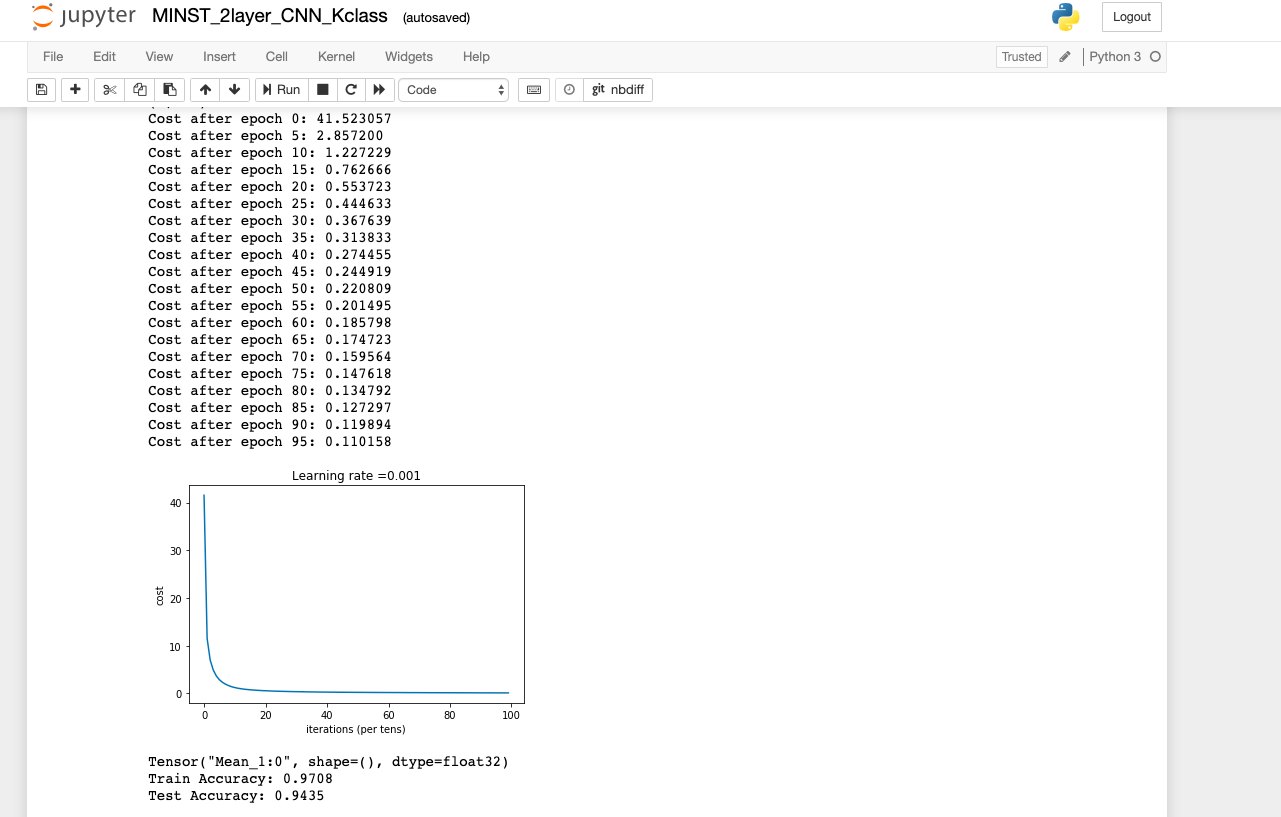 jupyter MINST_2layer_CNN_Kclass (autosaved)
Logout
File Edit View Insert Cell Kernel Widgets Help
Trusted Python 3
Run Code git nbdiff
Cost after epoch 0: 41.523057
Cost after epoch 5: 2.857200
Cost after epoch 10: 1.227229
Cost after epoch 15: 0.762666
Cost after epoch 20: 0.553723
Cost after epoch 25: 0.444633
Cost after epoch 30: 0.367639
Cost after epoch 35: 0.313833
Cost after epoch 40: 0.274455
Cost after epoch 45: 0.244919
Cost after epoch 50: 0.220809
Cost after epoch 55: 0.201495
Cost after epoch 60: 0.185798
Cost after epoch 65: 0.174723
Cost after epoch 70: 0.159564
Cost after epoch 75: 0.147618
Cost after epoch 80: 0.134792
Cost after epoch 85: 0.127297
Cost after epoch 90: 0.119894
Cost after epoch 95: 0.110158
Learning rate =0.001
40
30
20
10
0
cost
0 20 40 60 80 100
iterations (per tens)
Tensor("Mean_1:0", shape=(), dtype=float32)
Train Accuracy: 0.9708
Test Accuracy: 0.9435